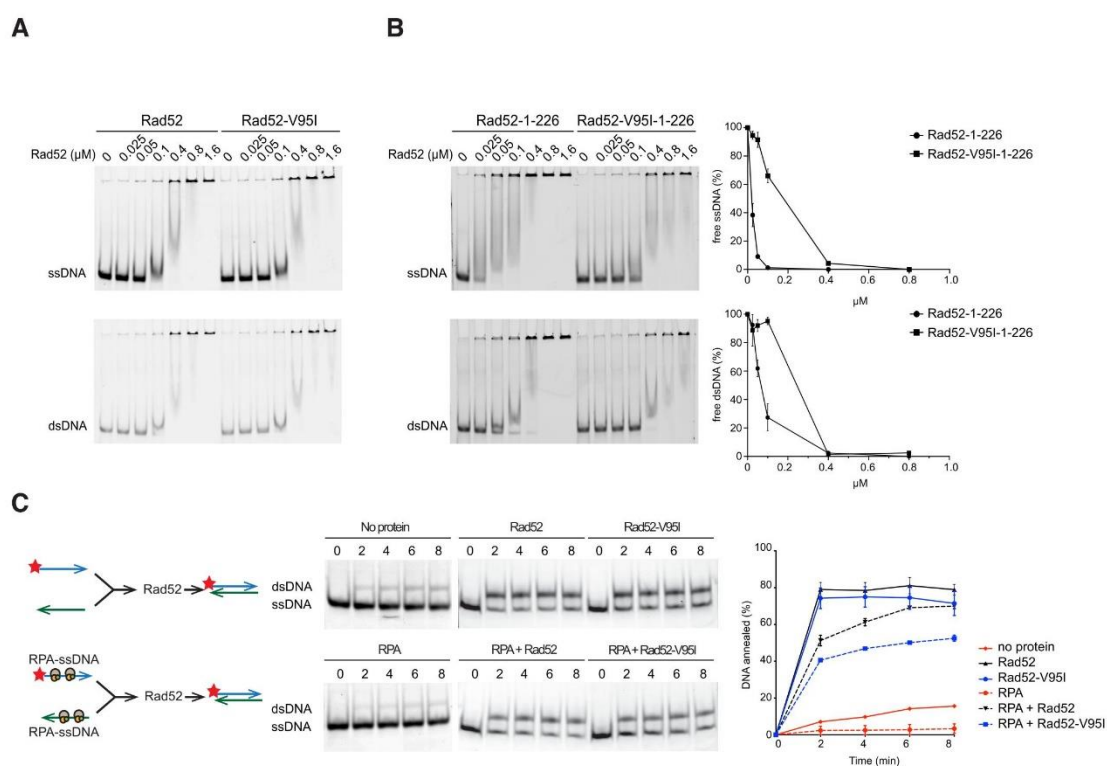 A
Rad52 Rad52-V95I
Rad52 (μM) 0 0.025 0.05 0.1 0.4 0.8 1.6 0 0.025 0.05 0.1 0.4 0.8 1.6
ssDNA
dsDNA
B
Rad52-1-226 Rad52-V95I-1-226
Rad52 (μM) 0 0.025 0.05 0.1 0.4 0.8 1.6 0 0.025 0.05 0.1 0.4 0.8 1.6
ssDNA
dsDNA
100
80
60
40
20
0
free ssDNA (%)
0.0 0.2 0.4 0.6 0.8 1.0
μM
Rad52-1-226
Rad52-V95I-1-226
100
80
60
40
20
0
free dsDNA (%)
0.0 0.2 0.4 0.6 0.8 1.0
μM
Rad52-1-226
Rad52-V95I-1-226
C
Rad52
RPA-ssDNA
Rad52
RPA-ssDNA
No protein Rad52 Rad52-V95I
0 2 4 6 8 0 2 4 6 8 0 2 4 6 8
dsDNA
ssDNA
RPA RPA + Rad52 RPA + Rad52-V95I
0 2 4 6 8 0 2 4 6 8 0 2 4 6 8
dsDNA
ssDNA
100
80
60
40
20
0
DNA annealed (%)
0 2 4 6 8
Time (min)
no protein
Rad52
Rad52-V95I
RPA
RPA + Rad52
RPA + Rad52-V95I